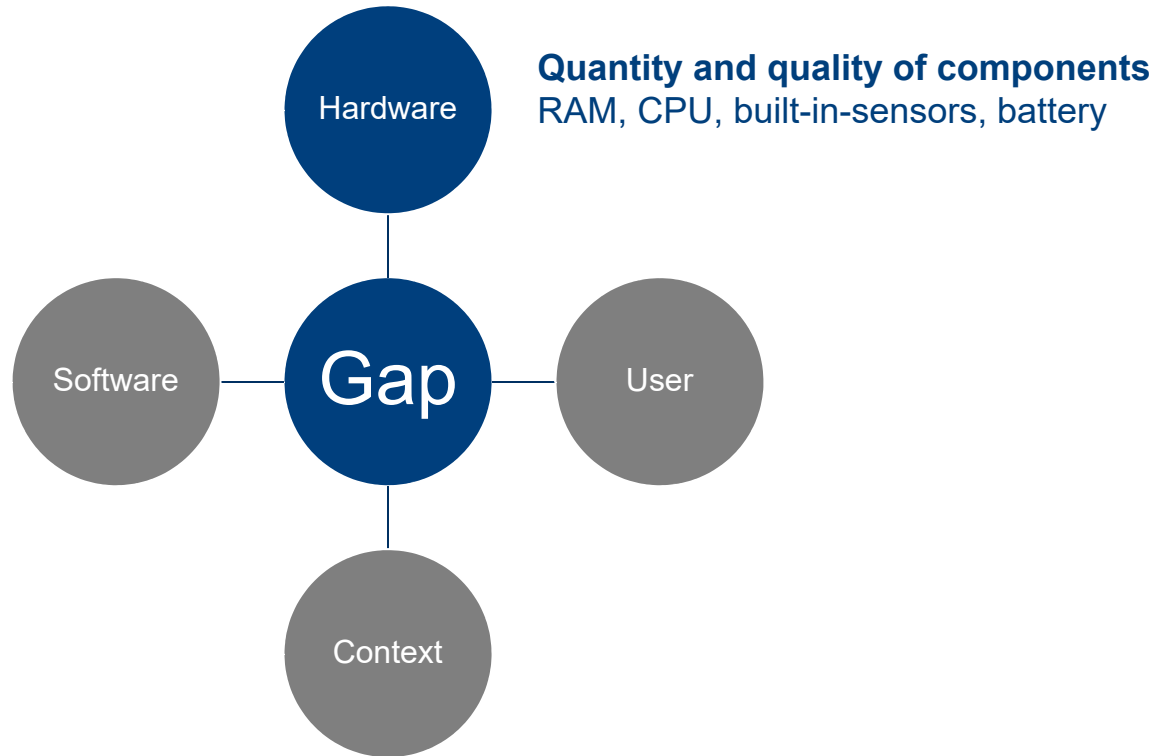 Hardware
Quantity and quality of components
RAM, CPU, built-in-sensors, battery
Software
Gap
User
Context